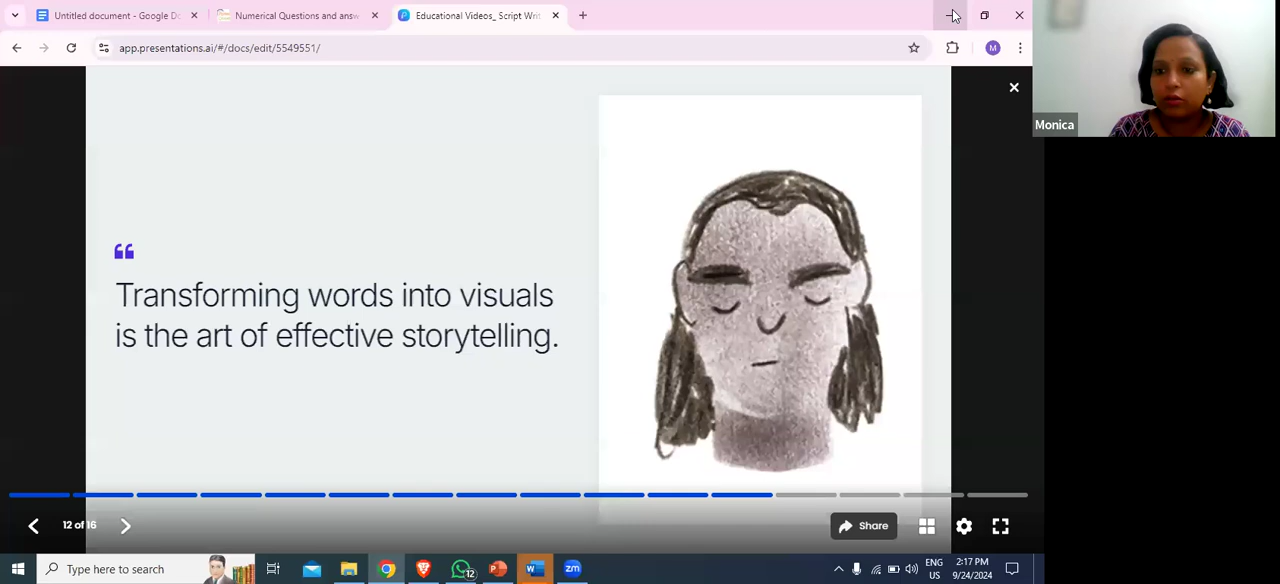 Untitled document - Google Do
Numerical Questions and answ
Educational Videos_ Script Writ
app.presentations.ai/#/docs/edit/5549551/
M
Monica
“
Transforming words into visuals
is the art of effective storytelling.
12 of 16
Share
Type here to search
12
zm
ENG
US
2:17 PM
9/24/2024